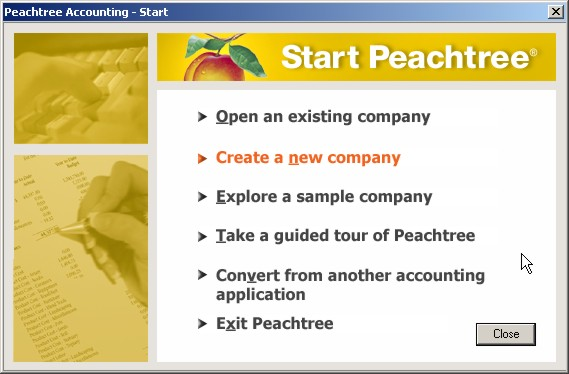 Peachtree Accounting - Start
Start Peachtree®
Open an existing company
Create a new company
Explore a sample company
Take a guided tour of Peachtree
Convert from another accounting
application
Exit Peachtree
Close